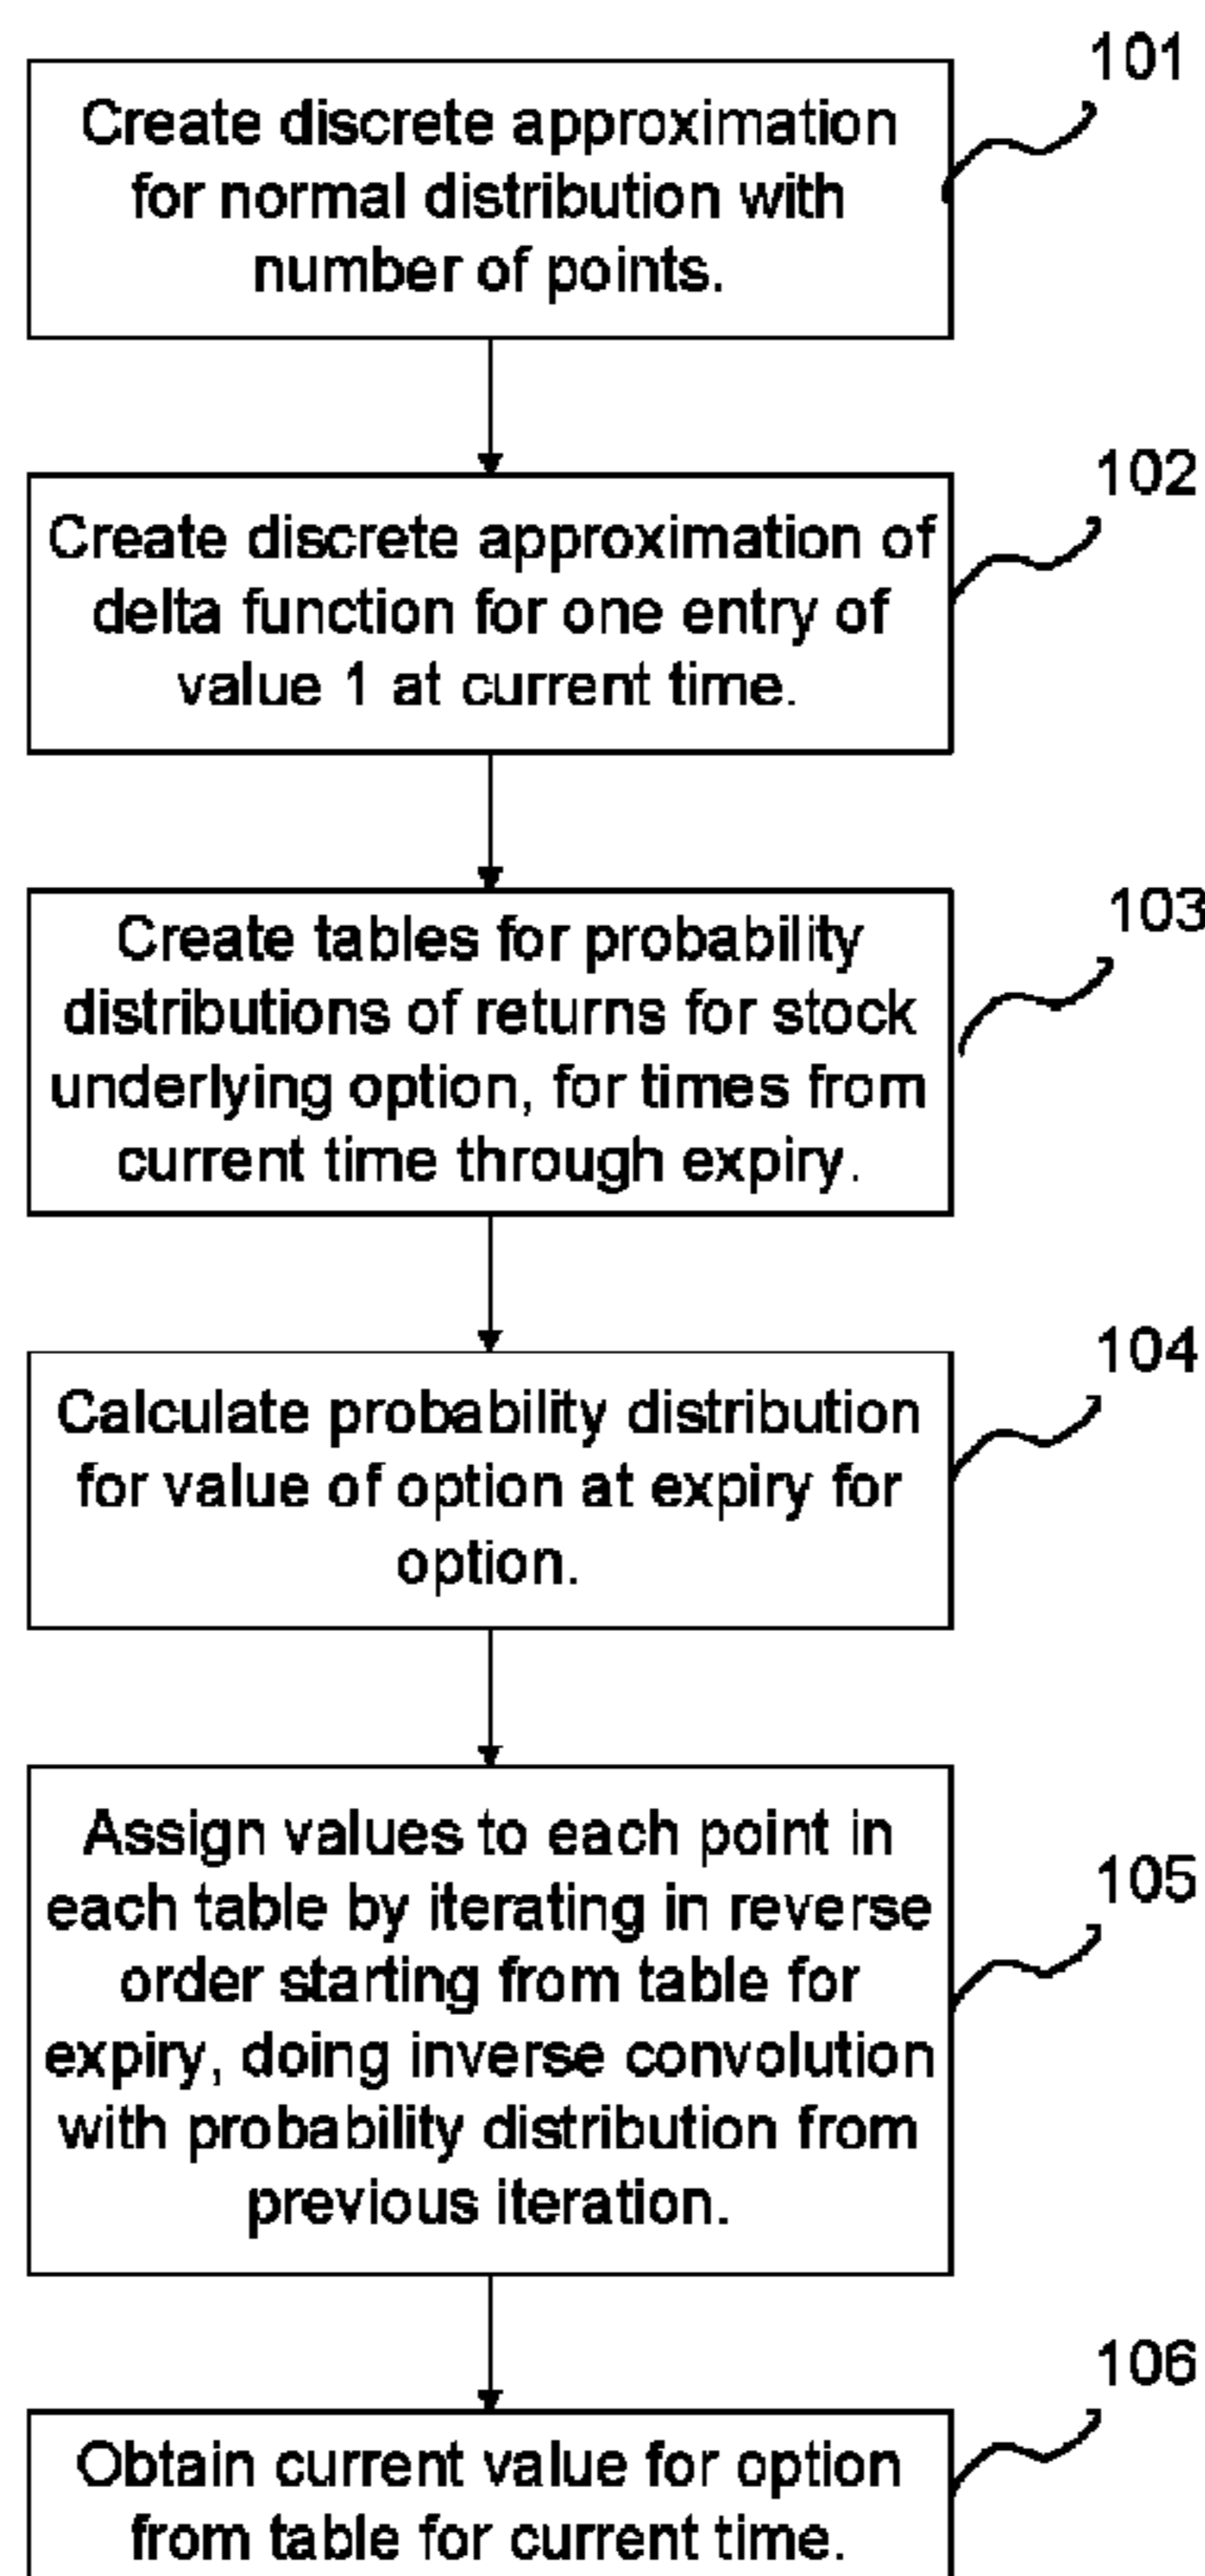 101
Create discrete approximation
for normal distribution with
number of points.
102
Create discrete approximation of
delta function for one entry of
value 1 at current time.
103
Create tables for probability
distributions of returns for stock
underlying option, for times from
current time through expiry.
104
Calculate probability distribution
for value of option at expiry for
option.
105
Assign values to each point in
each table by iterating in reverse
order starting from table for
expiry, doing inverse convolution
with probability distribution from
previous iteration.
106
Obtain current value for option
from table for current time.